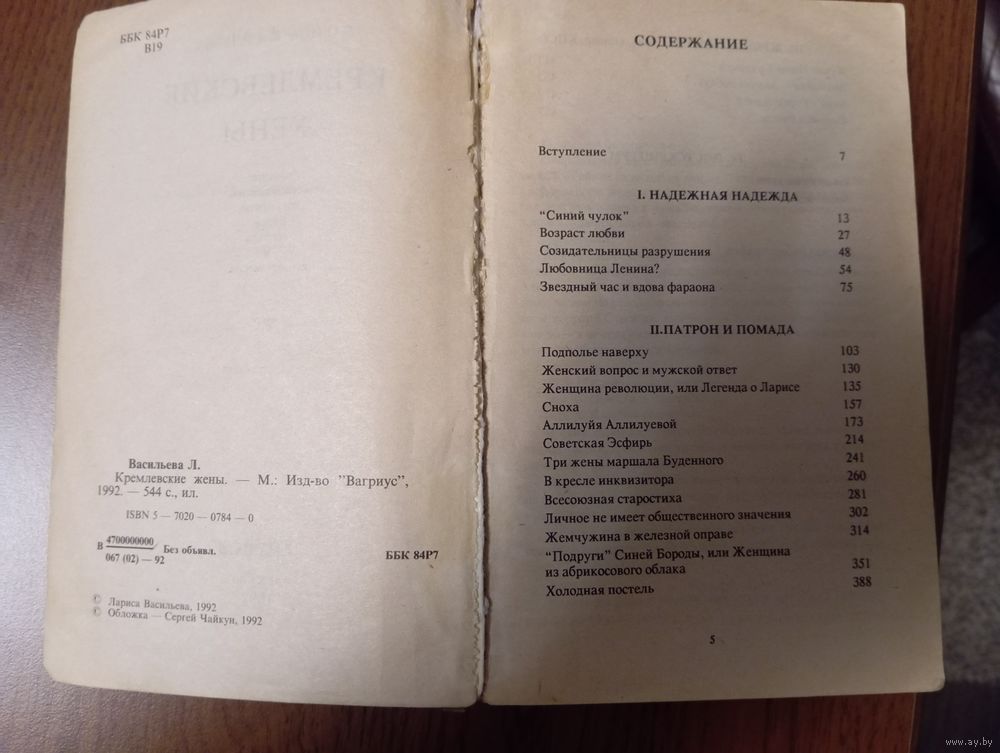 ББК 84Р7
В19
Васильева Л.
Кремлевские жены. — М.: Изд-во "Вагриус",
1992. — 544 с., ил.
ISBN 5 — 7020 — 0784 — 0
В 4700000000 Без объявл.
067 (02) — 92
ББК 84Р7
© Лариса Васильева, 1992
© Обложка — Сергей Чайкун, 1992
СОДЕРЖАНИЕ
Вступление 7
I. НАДЕЖНАЯ НАДЕЖДА
“Синий чулок” 13
Возраст любви 27
Созидательницы разрушения 48
Любовница Ленина? 54
Звездный час и вдова фараона 75
II.ПАТРОН И ПОМАДА
Подполье наверху 103
Женский вопрос и мужской ответ 130
Женщина революции, или Легенда о Ларисе 135
Сноха 157
Аллилуйя Аллилуевой 173
Советская Эсфирь 214
Три жены маршала Буденного 241
В кресле инквизитора 260
Всесоюзная старостиха 281
Личное не имеет общественного значения 302
Жемчужина в железной оправе 314
“Подруги” Синей Бороды, или Женщина
из абрикосового облака 351
Холодная постель 388
5
www.ay.by